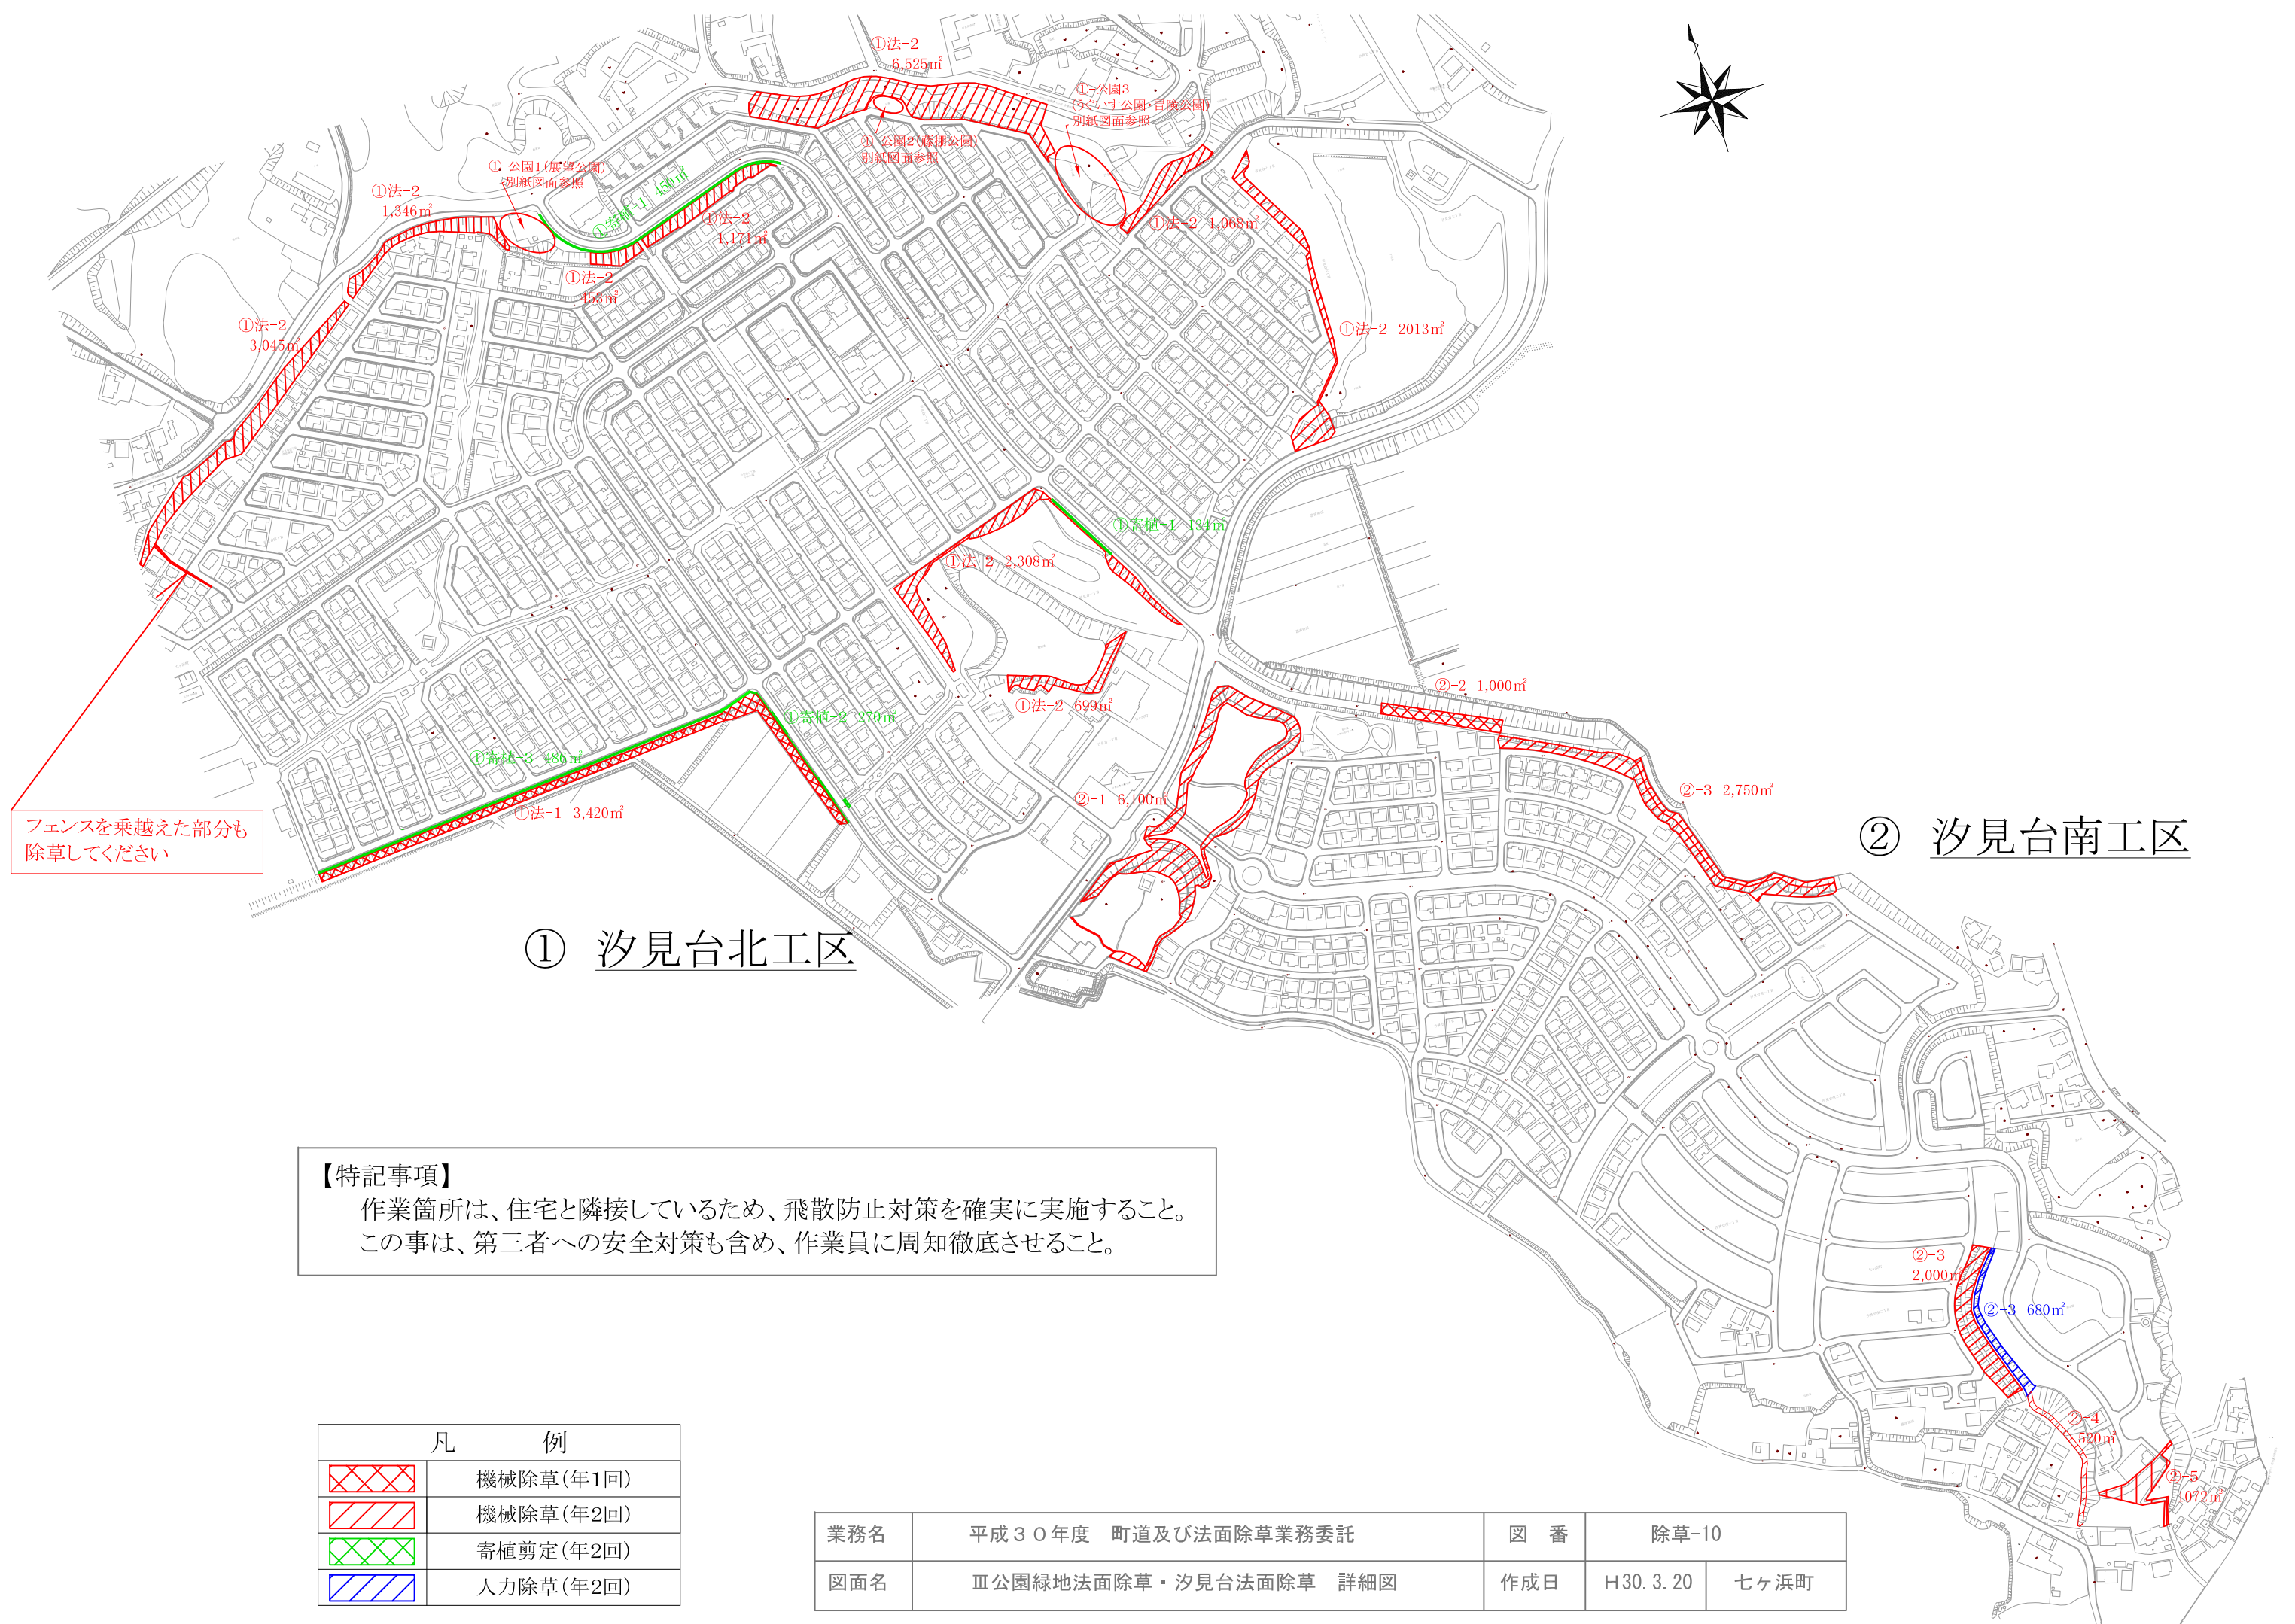 ①法-2
6,525㎡
①-公園3
(うぐいす公園・冒険公園)
別紙図面参照
①-公園2(藤棚公園)
別紙図面参照
①-公園1(展望公園)
別紙図面参照
①法-2
1,346㎡
①寄植-1 450㎡
①法-2
1,171㎡
①法-2 1,068㎡
①法-2
453㎡
①法-2
3,045㎡
①法-2 2013㎡
①寄植-1 134㎡
①法-2 2,308㎡
①法-2 699㎡
②-2 1,000㎡
①寄植-2 270㎡
①寄植-3 486㎡
①法-1 3,420㎡
②-1 6,100㎡
②-3 2,750㎡
フェンスを乗越えた部分も
除草してください
② 汐見台南工区
① 汐見台北工区
【特記事項】
作業箇所は、住宅と隣接しているため、飛散防止対策を確実に実施すること。
この事は、第三者への安全対策も含め、作業員に周知徹底させること。
②-3
2,000㎡
②-3 680㎡
②-4
520㎡
②-5
1072㎡
凡 例
機械除草(年1回)
機械除草(年2回)
寄植剪定(年2回)
人力除草(年2回)
業務名 平成30年度 町道及び法面除草業務委託 図 番 除草-10
図面名 Ⅲ公園緑地法面除草・汐見台法面除草 詳細図 作成日 H30.3.20 七ヶ浜町